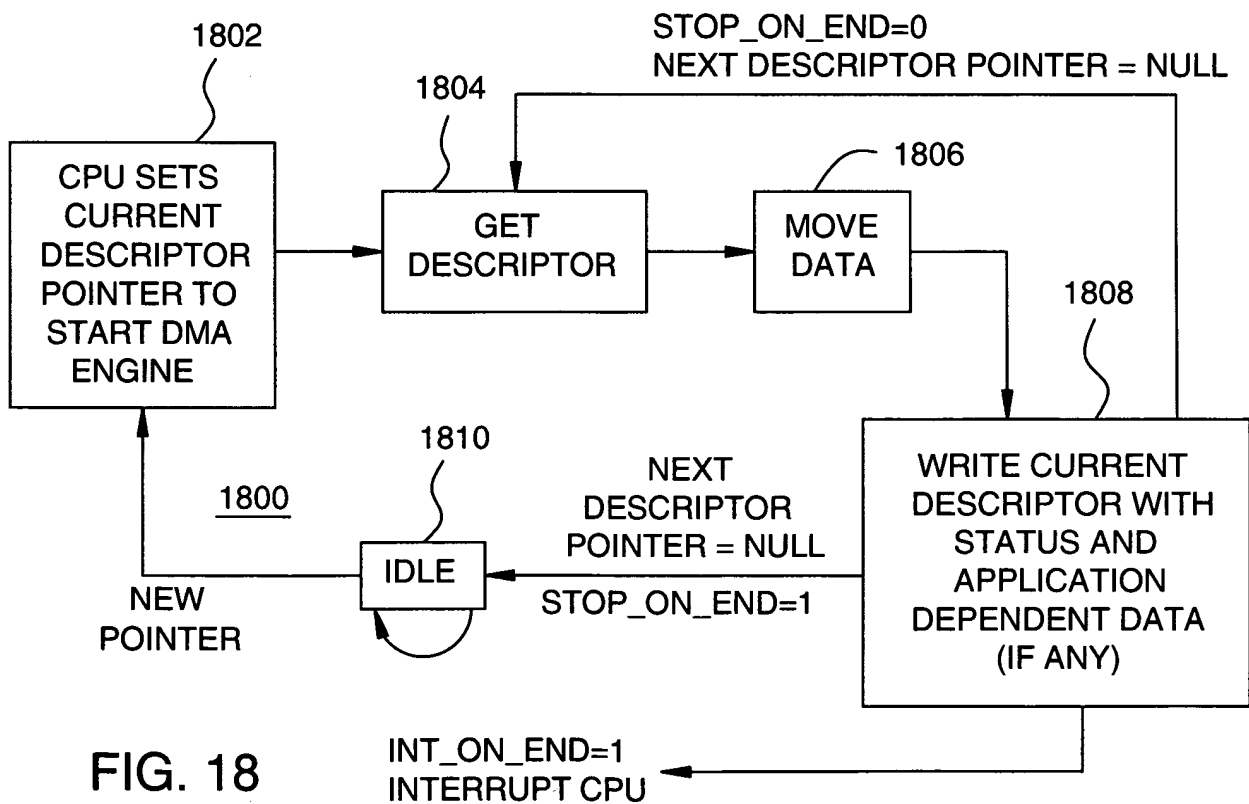 1802
STOP_ON_END=0
NEXT DESCRIPTOR POINTER = NULL
1804
1806
CPU SETS
CURRENT
DESCRIPTOR
POINTER TO
START DMA
ENGINE
GET
DESCRIPTOR
MOVE
DATA
1808
1810
1800
NEXT
DESCRIPTOR
POINTER = NULL
STOP_ON_END=1
IDLE
NEW
POINTER
WRITE CURRENT
DESCRIPTOR WITH
STATUS AND
APPLICATION
DEPENDENT DATA
(IF ANY)
INT_ON_END=1
INTERRUPT CPU
FIG. 18